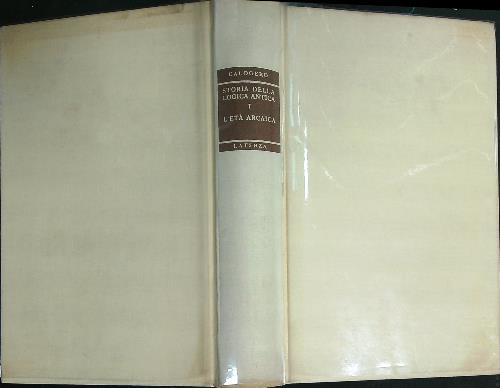 CALOGERO
STORIA DELLA
LOGICA ANTICA
I
L'ETÀ ARCAICA
LATERZA